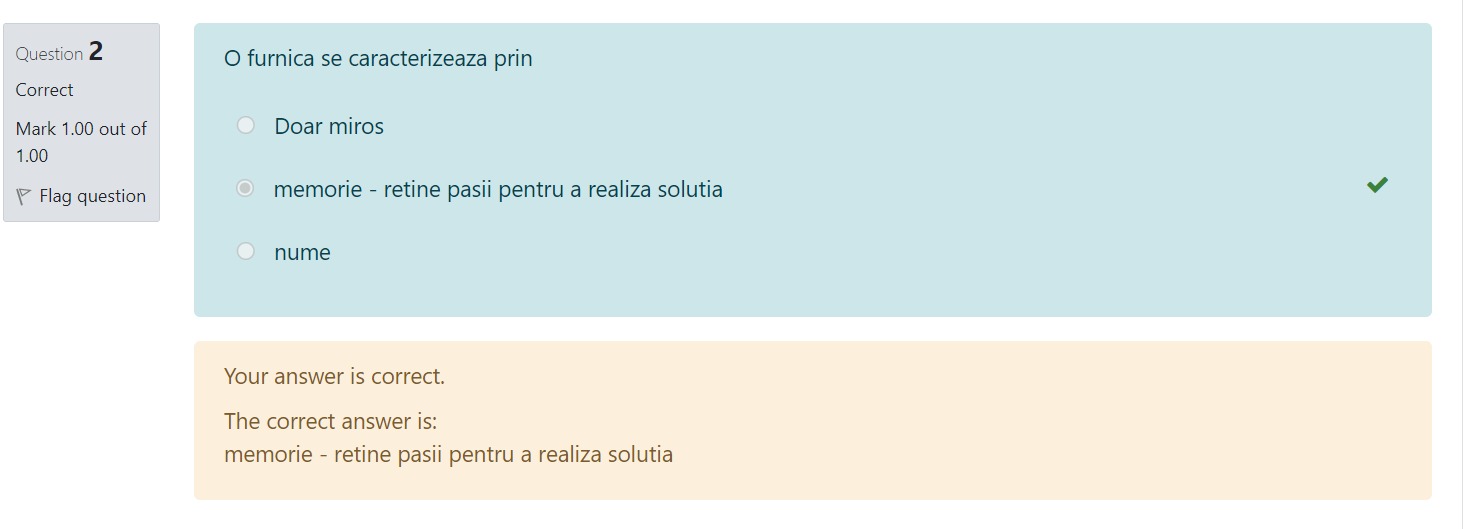 Question 2
Correct
Mark 1.00 out of
1.00
Flag question
O furnica se caracterizeaza prin
Doar miros
memorie - retine pasii pentru a realiza solutia
nume
Your answer is correct.
The correct answer is:
memorie - retine pasii pentru a realiza solutia